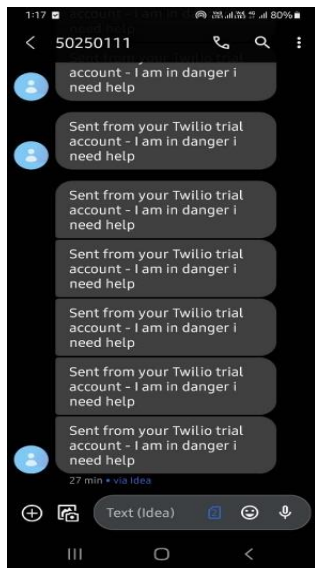 1:17
80%
50250111
account - I am in danger i
need help
Sent from your Twilio trial
account - I am in danger i
need help
Sent from your Twilio trial
account - I am in danger i
need help
Sent from your Twilio trial
account - I am in danger i
need help
Sent from your Twilio trial
account - I am in danger i
need help
Sent from your Twilio trial
account - I am in danger i
need help
Sent from your Twilio trial
account - I am in danger i
need help
27 min • via Idea
Text (Idea)
2